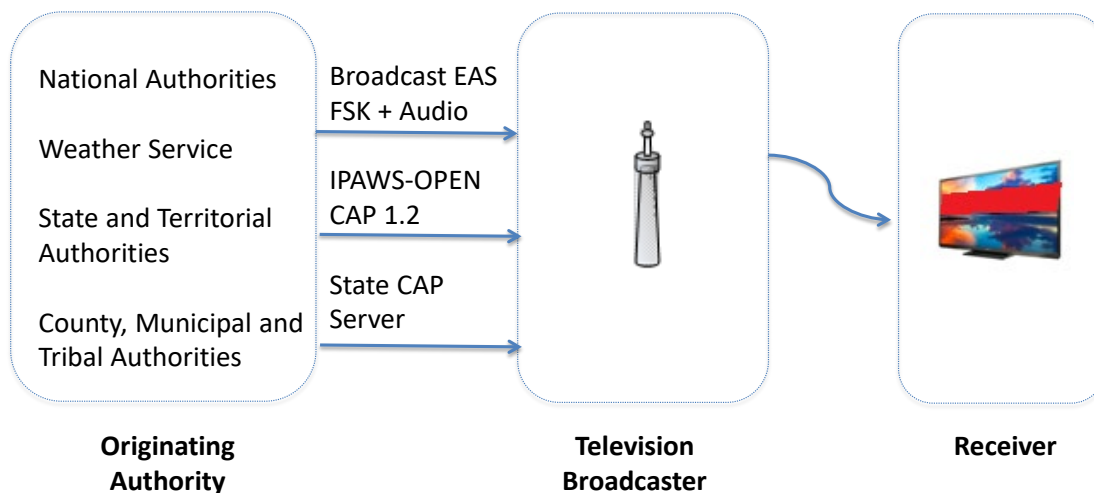 National Authorities
Weather Service
State and Territorial
Authorities
County, Municipal and
Tribal Authorities
Broadcast EAS
FSK + Audio
IPAWS-OPEN
CAP 1.2
State CAP
Server
Originating
Authority
Television
Broadcaster
Receiver